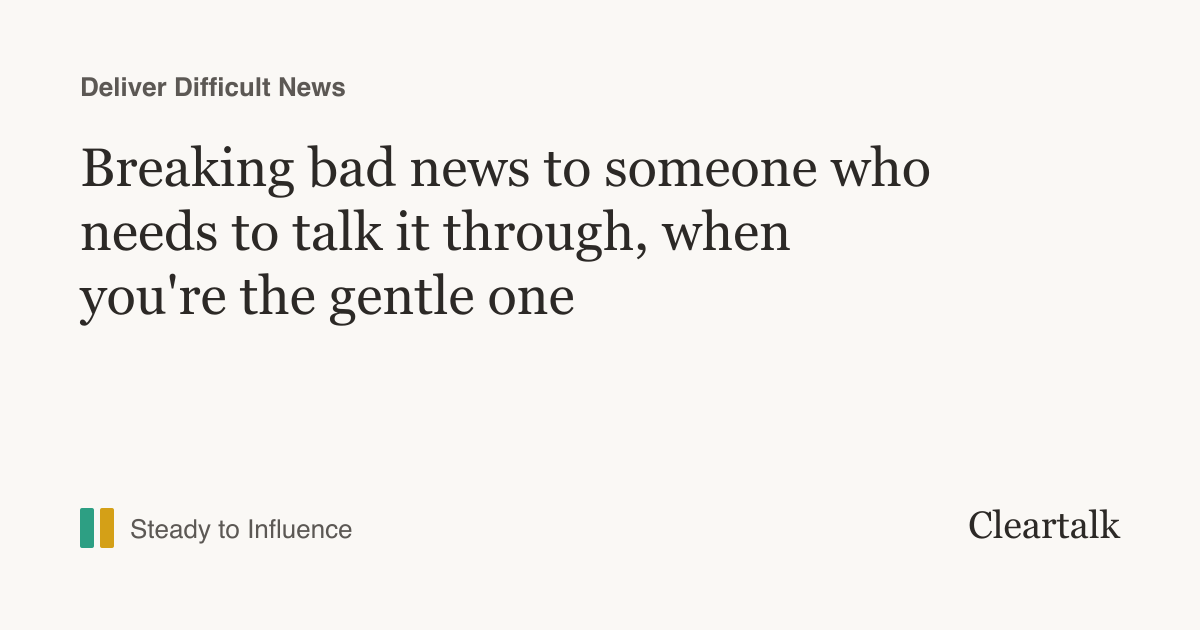 Deliver Difficult News
Breaking bad news to someone who
needs to talk it through, when
you're the gentle one
Steady to Influence
Cleartalk